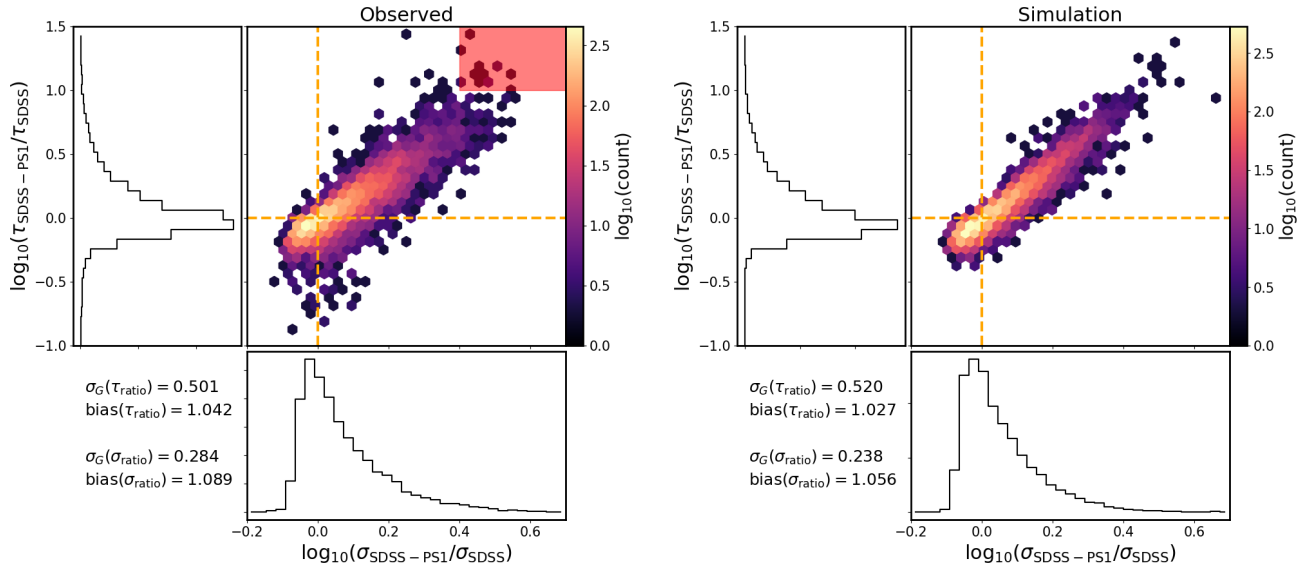 Observed
1.5
1.0
0.5
0.0
−0.5
−1.0
log₁₀(τSDSS−PS1/τSDSS)
2.5
2.0
1.5
1.0
0.5
0.0
log₁₀(count)
σG(τratio) = 0.501
bias(τratio) = 1.042
σG(σratio) = 0.284
bias(σratio) = 1.089
−0.2 0.0 0.2 0.4 0.6
log₁₀(σSDSS−PS1/σSDSS)
Simulation
1.5
1.0
0.5
0.0
−0.5
−1.0
log₁₀(τSDSS−PS1/τSDSS)
2.5
2.0
1.5
1.0
0.5
0.0
log₁₀(count)
σG(τratio) = 0.520
bias(τratio) = 1.027
σG(σratio) = 0.238
bias(σratio) = 1.056
−0.2 0.0 0.2 0.4 0.6
log₁₀(σSDSS−PS1/σSDSS)